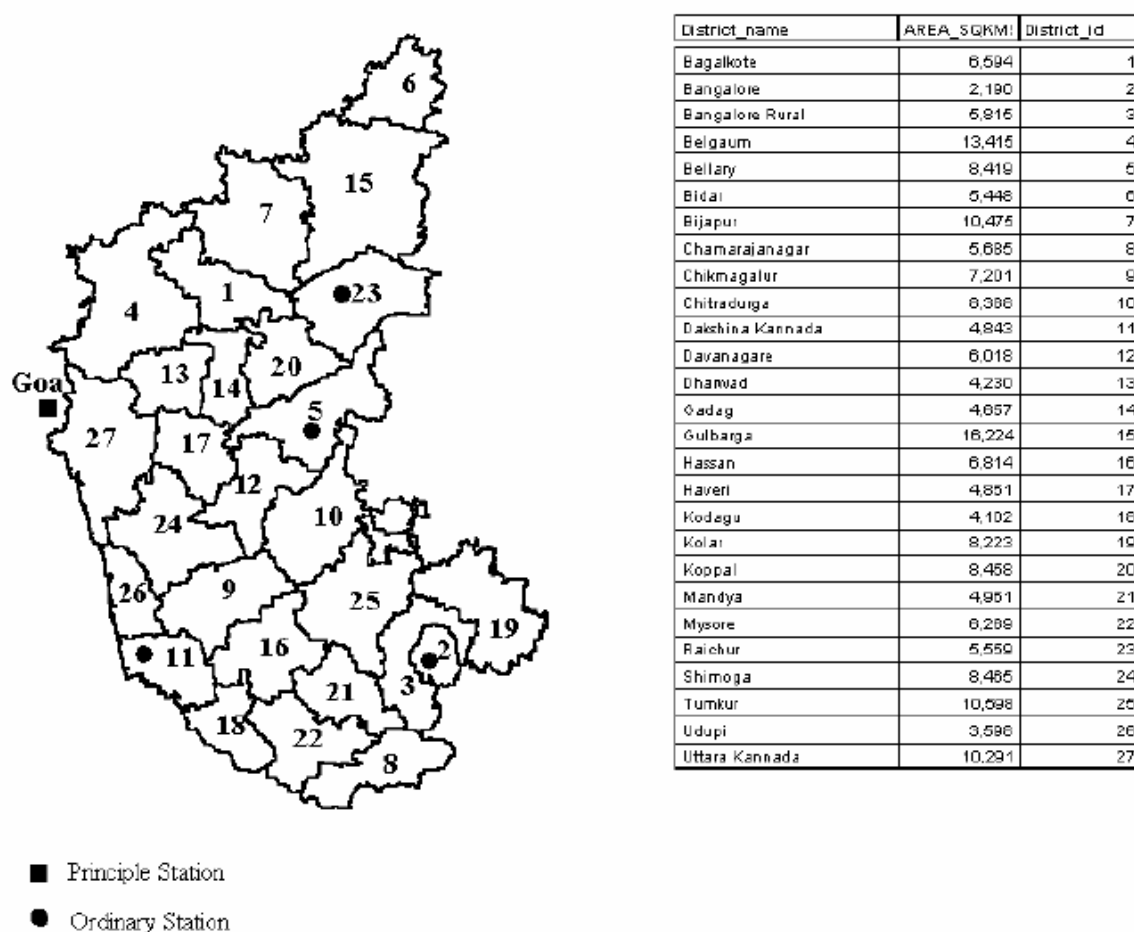 6
15
7
1
23
4
20
13
14
Goa
5
27
17
12
10
24
26
9
25
19
16
11
2
3
21
18
22
8
Principle Station
Ordinary Station
District_name AREA_SQKM District_id
Bagalkote 6,594 1
Bangalore 2,190 2
Bangalore Rural 5,815 3
Belgaum 13,415 4
Bellary 8,419 5
Bidar 5,448 6
Bijapur 10,475 7
Chamarajanagar 5,685 8
Chikmagalur 7,201 9
Chitradurga 8,388 10
Dakshina Kannada 4,843 11
Davanagare 6,018 12
Dharwad 4,230 13
Gadag 4,657 14
Gulbarga 16,224 15
Hassan 6,814 16
Haveri 4,851 17
Kodagu 4,102 18
Kolar 8,223 19
Koppal 8,458 20
Mandya 4,961 21
Mysore 6,269 22
Raichur 5,559 23
Shimoga 8,465 24
Tumkur 10,598 25
Udupi 3,598 26
Uttara Kannada 10,291 27